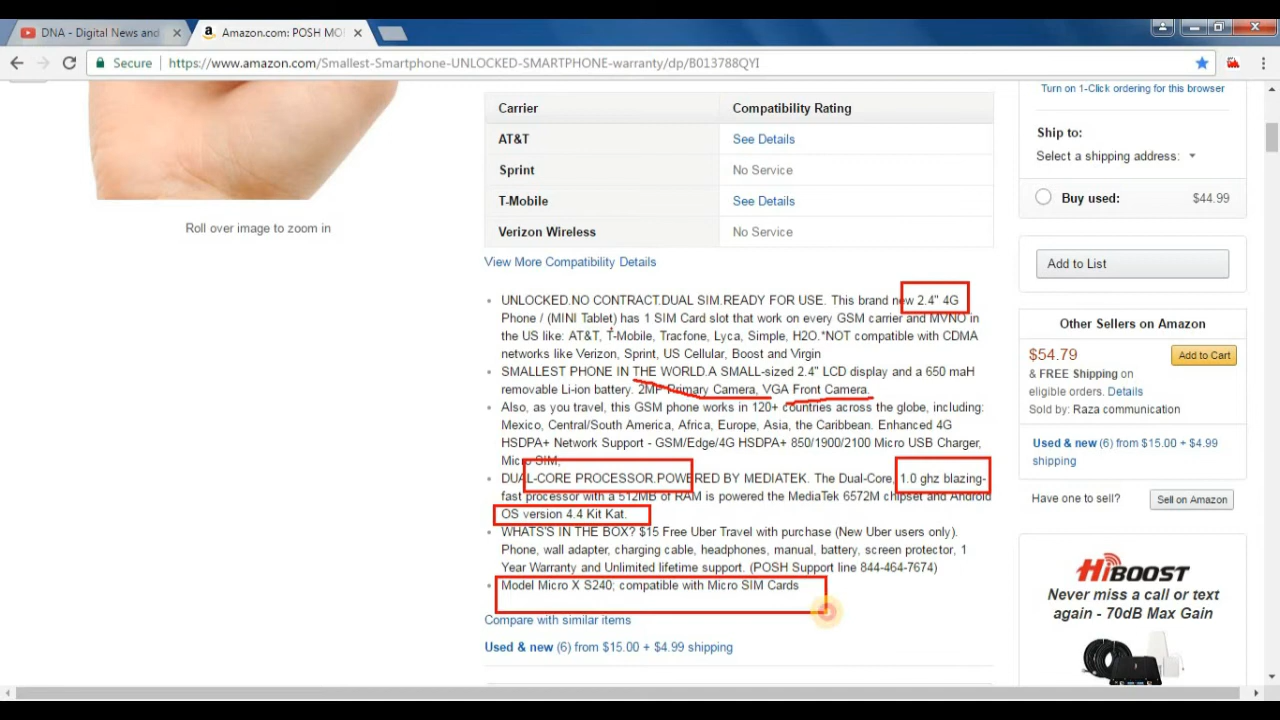 DNA - Digital News and
Amazon.com: POSH MO
Secure
https://www.amazon.com/Smallest-Smartphone-UNLOCKED-SMARTPHONE-warranty/dp/B013788QYI
Roll over image to zoom in
Carrier Compatibility Rating
AT&T See Details
Sprint No Service
T-Mobile See Details
Verizon Wireless No Service
View More Compatibility Details
UNLOCKED.NO CONTRACT.DUAL SIM.READY FOR USE. This brand new 2.4" 4G
Phone / (MINI Tablet) has 1 SIM Card slot that work on every GSM carrier and MVNO in
the US like: AT&T, T-Mobile, Tracfone, Lyca, Simple, H2O.*NOT compatible with CDMA
networks like Verizon, Sprint, US Cellular, Boost and Virgin
SMALLEST PHONE IN THE WORLD.A SMALL-sized 2.4" LCD display and a 650 maH
removable Li-ion battery. 2MP Primary Camera, VGA Front Camera.
Also, as you travel, this GSM phone works in 120+ countries across the globe, including:
Mexico, Central/South America, Africa, Europe, Asia, the Caribbean. Enhanced 4G
HSDPA+ Network Support - GSM/Edge/4G HSDPA+ 850/1900/2100 Micro USB Charger,
Micro SIM;
DUAL-CORE PROCESSOR.POWERED BY MEDIATEK. The Dual-Core, 1.0 ghz blazing-
fast processor with a 512MB of RAM is powered the MediaTek 6572M chipset and Android
OS version 4.4 Kit Kat.
WHATS'S IN THE BOX? $15 Free Uber Travel with purchase (New Uber users only).
Phone, wall adapter, charging cable, headphones, manual, battery, screen protector, 1
Year Warranty and Unlimited lifetime support. (POSH Support line 844-464-7674)
Model Micro X S240; compatible with Micro SIM Cards
Compare with similar items
Used & new (6) from $15.00 + $4.99 shipping
Turn on 1-Click ordering for this browser
Ship to:
Select a shipping address:
Buy used: $44.99
Add to List
Other Sellers on Amazon
$54.79 Add to Cart
& FREE Shipping on
eligible orders. Details
Sold by: Raza communication
Used & new (6) from $15.00 + $4.99
shipping
Have one to sell? Sell on Amazon
HiBOOST
Never miss a call or text
again - 70dB Max Gain